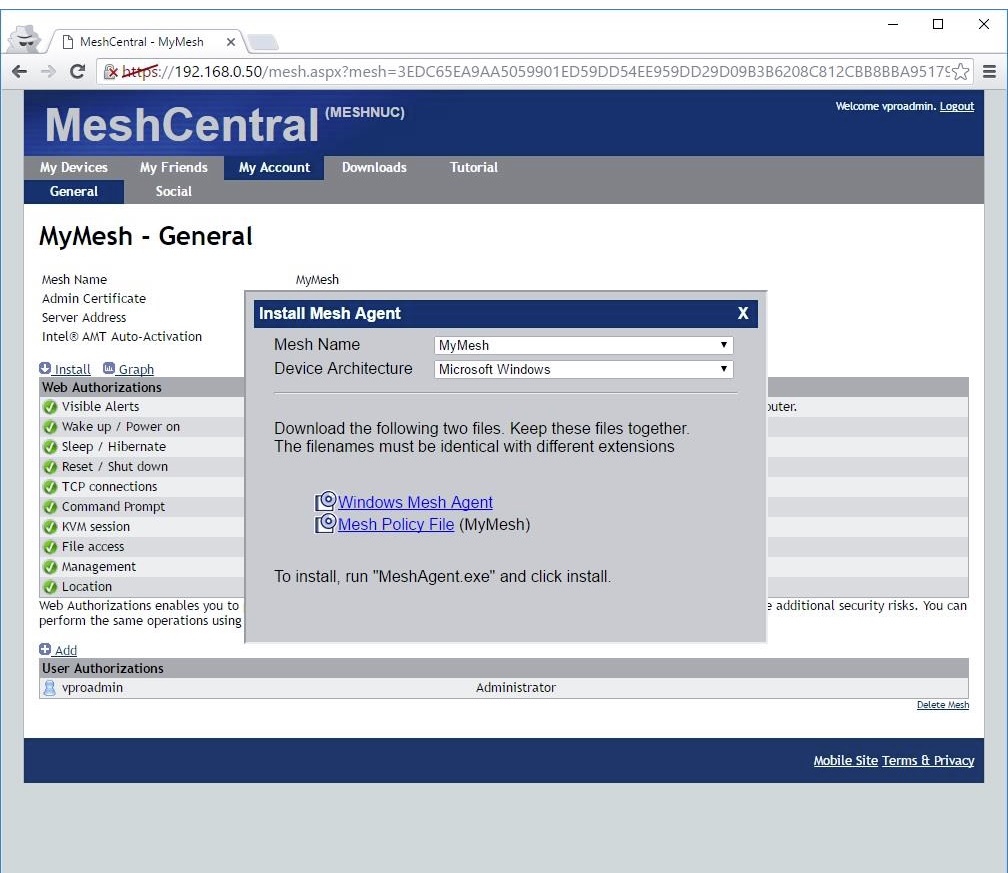 MeshCentral - MyMesh
https://192.168.0.50/mesh.aspx?mesh=3EDC65EA9AA5059901ED59DD54EE959DD29D09B3B6208C812CBB8BBA95179
MeshCentral (MESHNUC)
Welcome vproadmin. Logout
My Devices My Friends My Account Downloads Tutorial
General Social
MyMesh - General
Mesh Name MyMesh
Admin Certificate
Server Address
Intel® AMT Auto-Activation
Install Graph
Web Authorizations
Visible Alerts
Wake up / Power on
Sleep / Hibernate
Reset / Shut down
TCP connections
Command Prompt
KVM session
File access
Management
Location
Web Authorizations enables you to
additional security risks. You can
perform the same operations using
Install Mesh Agent X
Mesh Name MyMesh
Device Architecture Microsoft Windows
Download the following two files. Keep these files together.
The filenames must be identical with different extensions
Windows Mesh Agent
Mesh Policy File (MyMesh)
To install, run "MeshAgent.exe" and click install.
Add
User Authorizations
vproadmin Administrator
Delete Mesh
Mobile Site Terms & Privacy